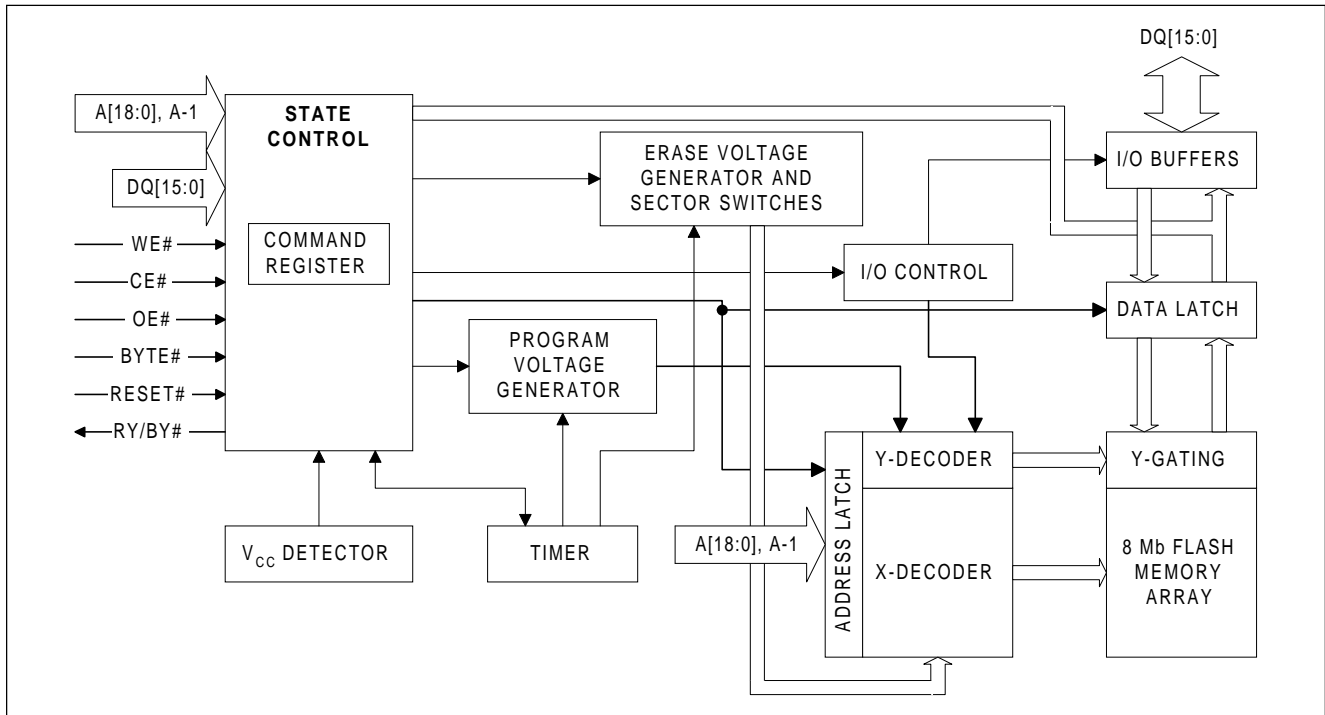 DQ[15:0]
A[18:0], A-1
STATE
CONTROL
ERASE VOLTAGE
GENERATOR AND
SECTOR SWITCHES
I/O BUFFERS
DQ[15:0]
WE#
CE#
OE#
BYTE#
RESET#
RY/BY#
COMMAND
REGISTER
I/O CONTROL
DATA LATCH
PROGRAM
VOLTAGE
GENERATOR
ADDRESS LATCH
Y-DECODER
Y-GATING
VCC DETECTOR
TIMER
A[18:0], A-1
X-DECODER
8 Mb FLASH
MEMORY
ARRAY